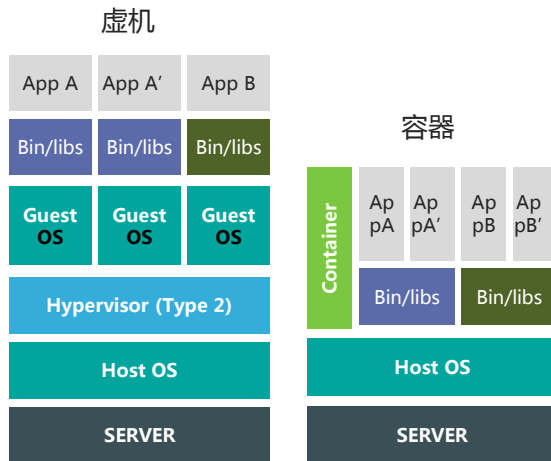 虚机
App A
App A’
App B
Bin/libs
Bin/libs
Bin/libs
Guest
OS
Guest
OS
Guest
OS
Hypervisor (Type 2)
Host OS
SERVER
容器
Container
Ap
pA
Ap
pA’
Ap
pB
Ap
pB’
Bin/libs
Bin/libs
Host OS
SERVER